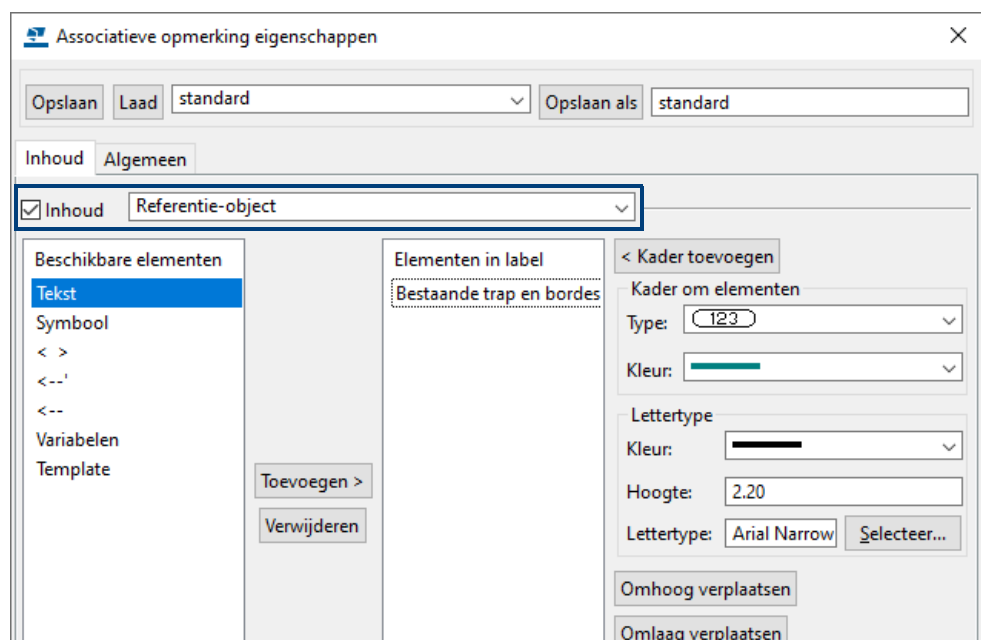 Associatieve opmerking eigenschappen
Opslaan Laad standard Opslaan als standard
Inhoud Algemeen
Inhoud Referentie-object
Beschikbare elementen
Tekst
Symbool
< >
<--'
<--
Variabelen
Template
Toevoegen >
Verwijderen
Elementen in label
Bestaande trap en bordes
< Kader toevoegen
Kader om elementen
Type: 123
Kleur:
Lettertype
Kleur:
Hoogte: 2.20
Lettertype: Arial Narrow Selecteer...
Omhoog verplaatsen
Omlaag verplaatsen